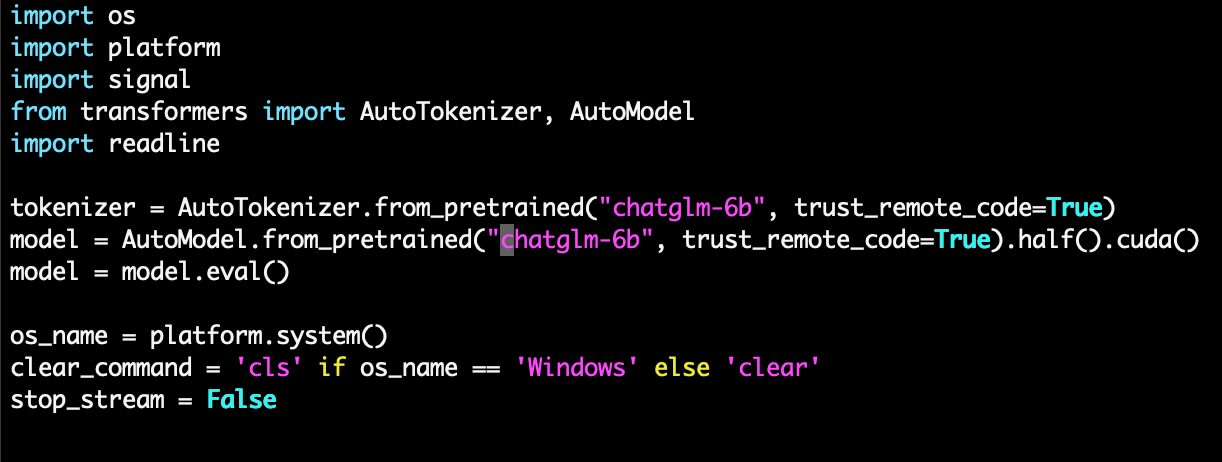 import os
import platform
import signal
from transformers import AutoTokenizer, AutoModel
import readline
tokenizer = AutoTokenizer.from_pretrained("chatglm-6b", trust_remote_code=True)
model = AutoModel.from_pretrained("chatglm-6b", trust_remote_code=True).half().cuda()
model = model.eval()
os_name = platform.system()
clear_command = 'cls' if os_name == 'Windows' else 'clear'
stop_stream = False